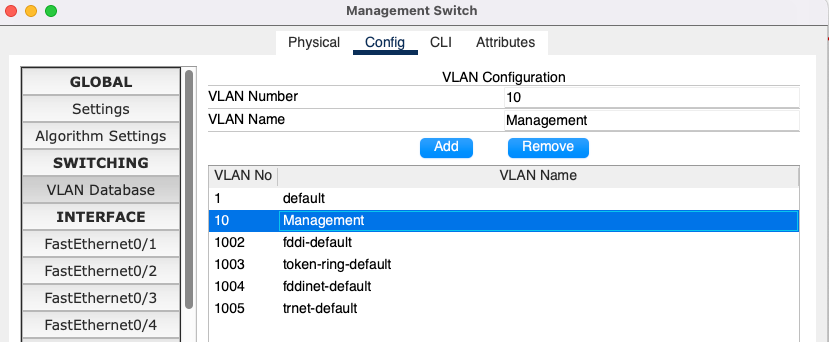 Management Switch
Physical Config CLI Attributes
GLOBAL
Settings
Algorithm Settings
SWITCHING
VLAN Database
INTERFACE
FastEthernet0/1
FastEthernet0/2
FastEthernet0/3
FastEthernet0/4
VLAN Configuration
VLAN Number 10
VLAN Name Management
Add Remove
VLAN No VLAN Name
1 default
10 Management
1002 fddi-default
1003 token-ring-default
1004 fddinet-default
1005 trnet-default